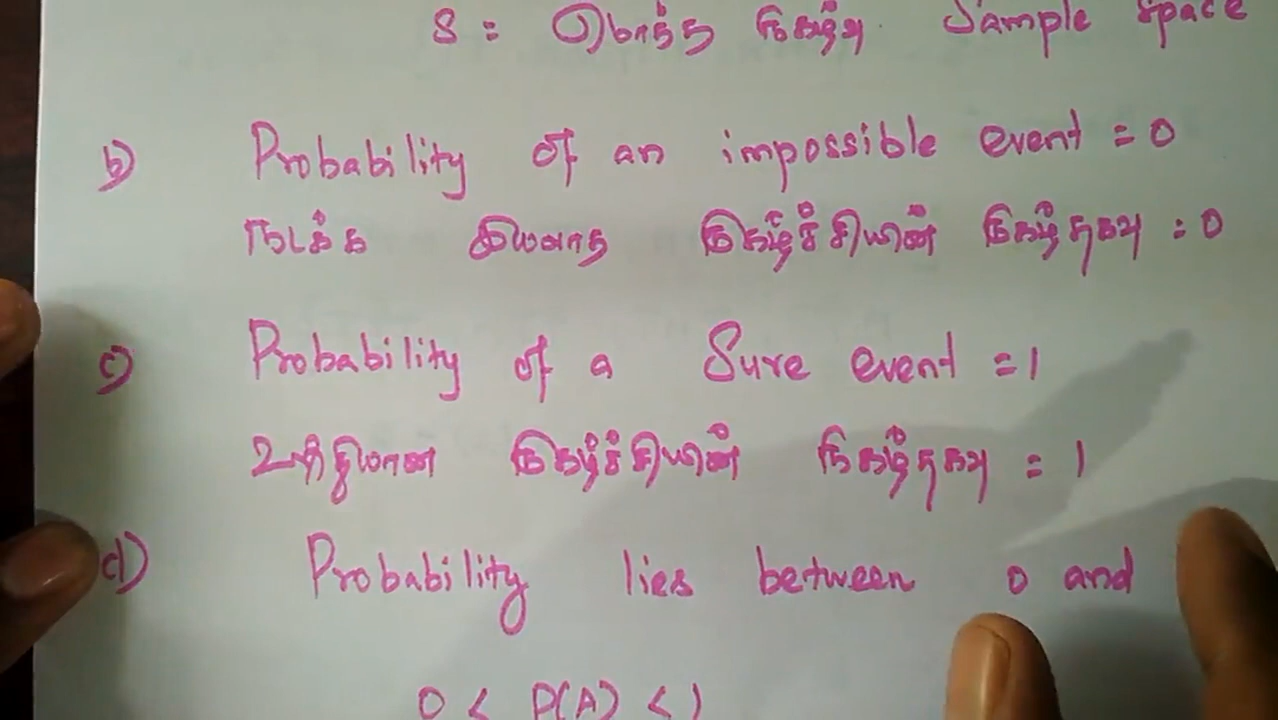 S : மொத்த நிகழ்வு. Sample Space
b) Probability of an impossible event = 0
நடக்க இயலாத நிகழ்ச்சியின் நிகழ்தகவு : 0
c) Probability of a Sure event = 1
உறுதியான நிகழ்ச்சியின் நிகழ்தகவு = 1
d) Probability lies between 0 and
0 < P(A) < 1